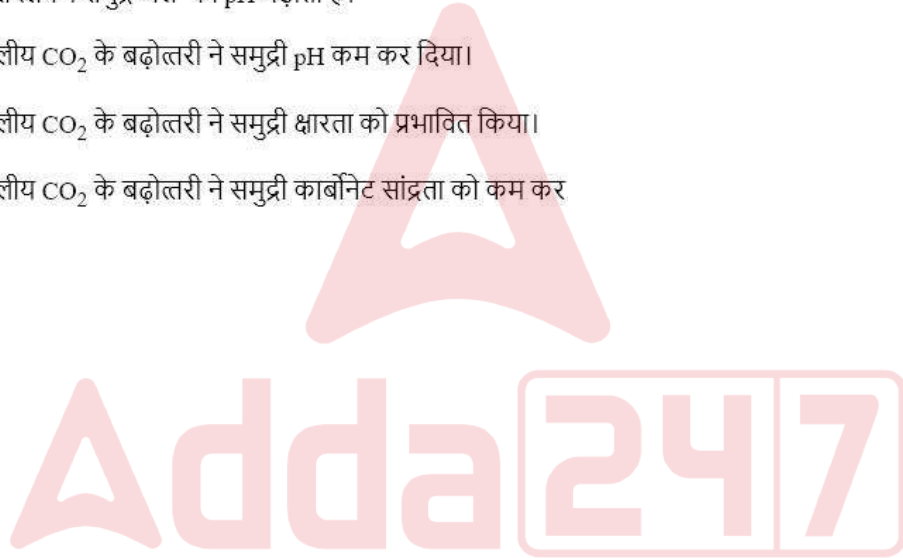 pH
लीय CO₂ के बढ़ोत्तरी ने समुद्री pH कम कर दिया।
लीय CO₂ के बढ़ोत्तरी ने समुद्री क्षारता को प्रभावित किया।
लीय CO₂ के बढ़ोत्तरी ने समुद्री कार्बोनेट सांद्रता को कम कर
Adda247